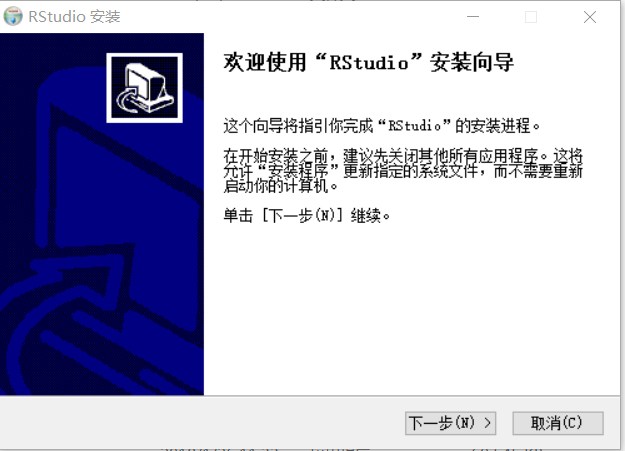 RStudio 安装
欢迎使用“RStudio”安装向导
这个向导将指引你完成“RStudio”的安装进程。
在开始安装之前，建议先关闭其他所有应用程序。这将
允许“安装程序”更新指定的系统文件，而不需要重新
启动你的计算机。
单击 [下一步(N)] 继续。
下一步(N) >
取消(C)